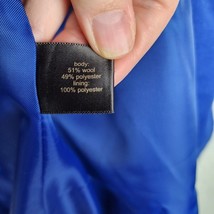 body:
51% wool
49% polyester
lining:
100% polyester